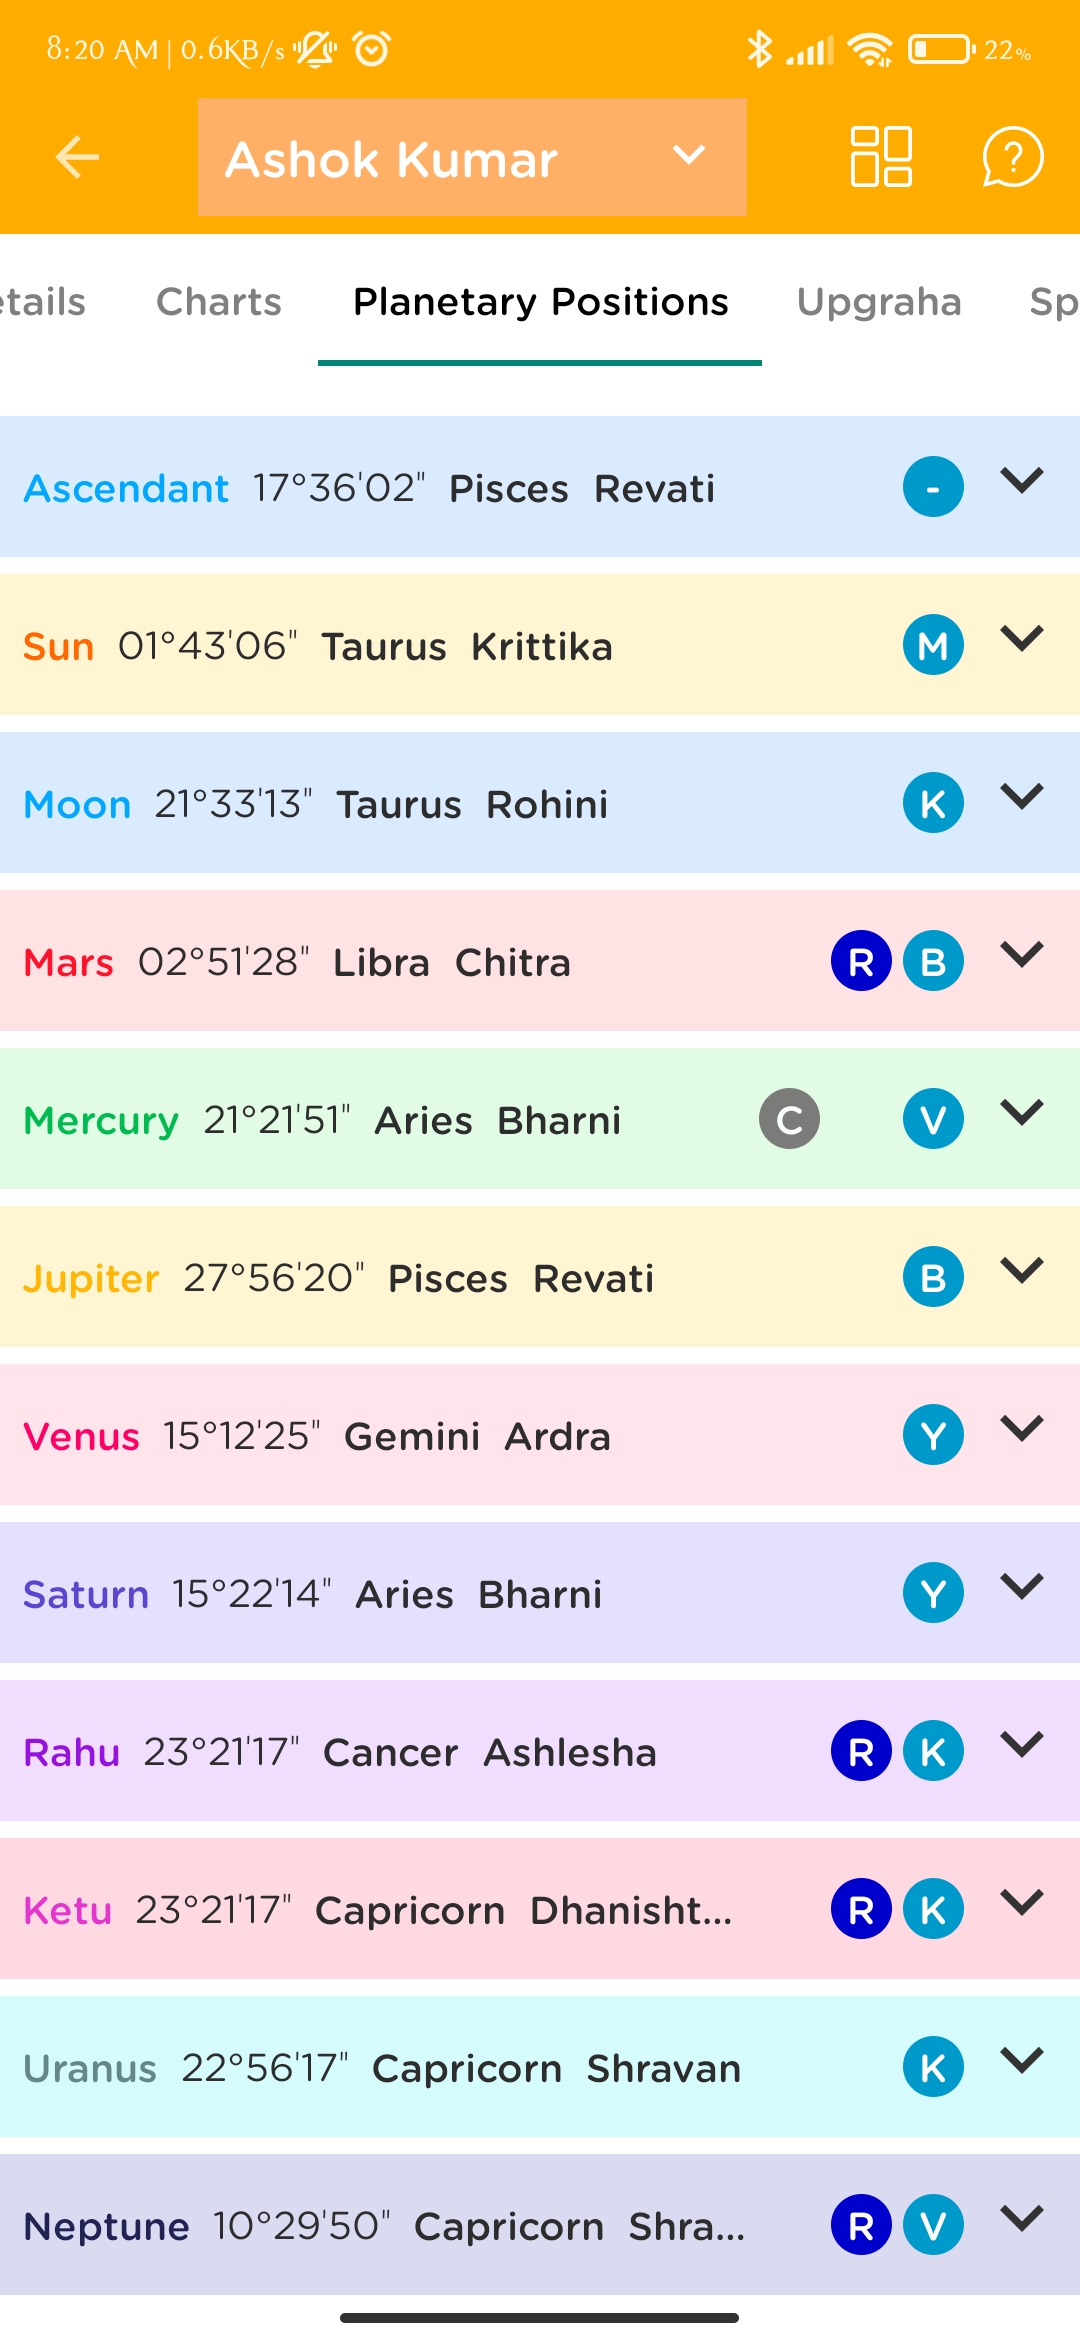 8:20 AM | 0.6KB/s 22%
Ashok Kumar
etails Charts Planetary Positions Upgraha Sp
Ascendant 17°36'02" Pisces Revati -
Sun 01°43'06" Taurus Krittika M
Moon 21°33'13" Taurus Rohini K
Mars 02°51'28" Libra Chitra R B
Mercury 21°21'51" Aries Bharni C V
Jupiter 27°56'20" Pisces Revati B
Venus 15°12'25" Gemini Ardra Y
Saturn 15°22'14" Aries Bharni Y
Rahu 23°21'17" Cancer Ashlesha R K
Ketu 23°21'17" Capricorn Dhanisht... R K
Uranus 22°56'17" Capricorn Shravan K
Neptune 10°29'50" Capricorn Shra... R V